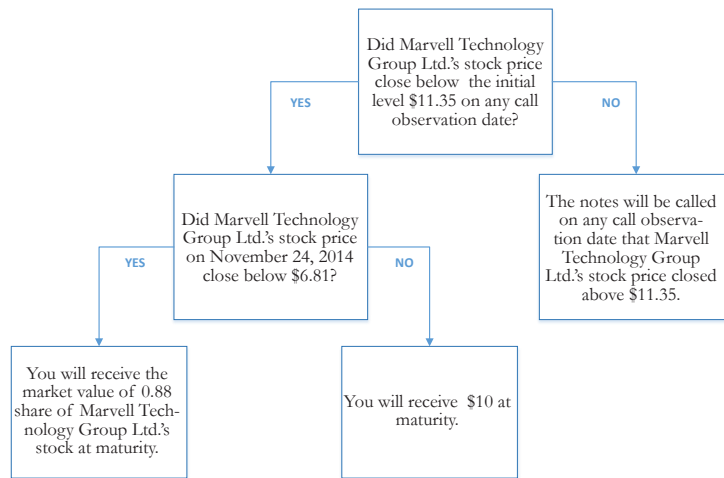 Did Marvell Technology
Group Ltd.'s stock price
close below the initial
level $11.35 on any call
observation date?
YES
NO
Did Marvell Technology
Group Ltd.'s stock price
on November 24, 2014
close below $6.81?
The notes will be called
on any call observa-
tion date that Marvell
Technology Group
Ltd.'s stock price closed
above $11.35.
YES
NO
You will receive the
market value of 0.88
share of Marvell Tech-
nology Group Ltd.'s
stock at maturity.
You will receive $10 at
maturity.